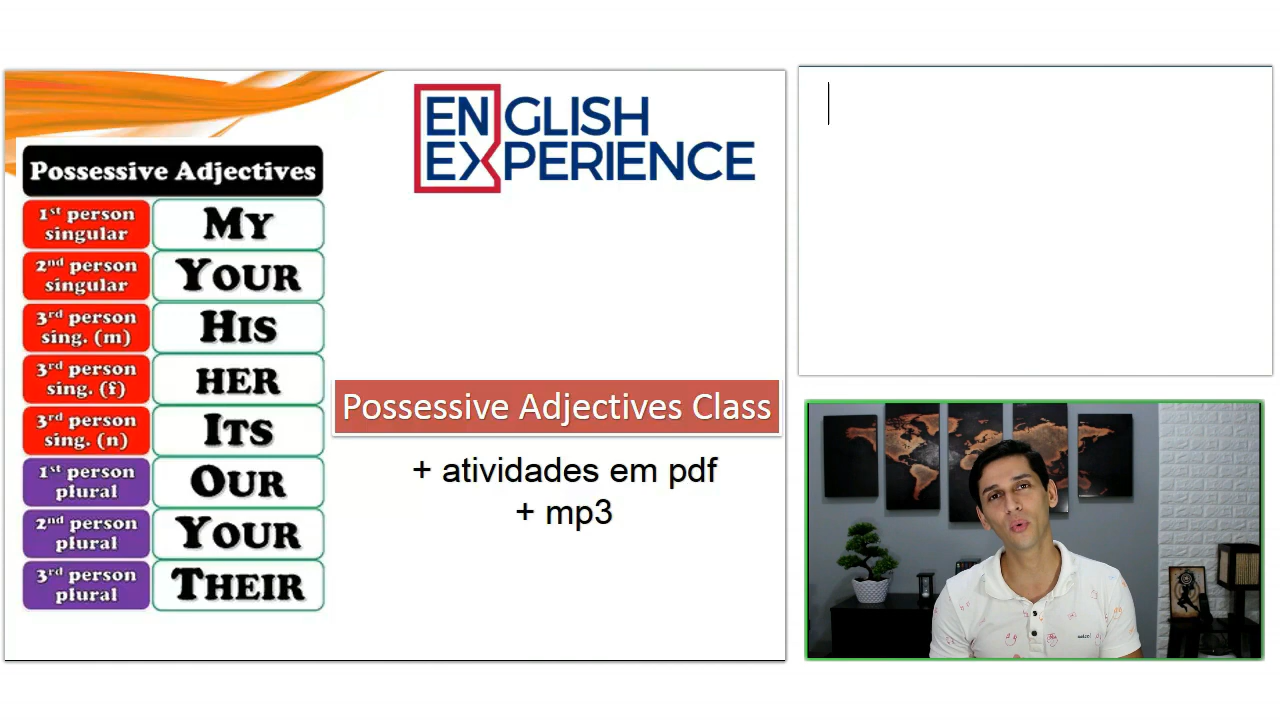 ENGLISH
EXPERIENCE
Possessive Adjectives
1st person
singular
MY
2nd person
singular
YOUR
3rd person
sing. (m)
HIS
3rd person
sing. (f)
HER
3rd person
sing. (n)
ITS
1st person
plural
OUR
2nd person
plural
YOUR
3rd person
plural
THEIR
Possessive Adjectives Class
+ atividades em pdf
+ mp3